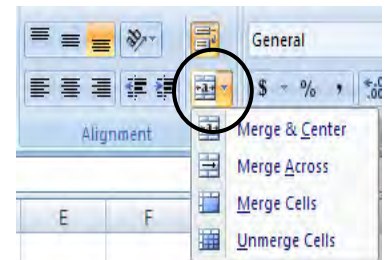 General
$ % ,
Alignment
Merge & Center
Merge Across
Merge Cells
Unmerge Cells
E F